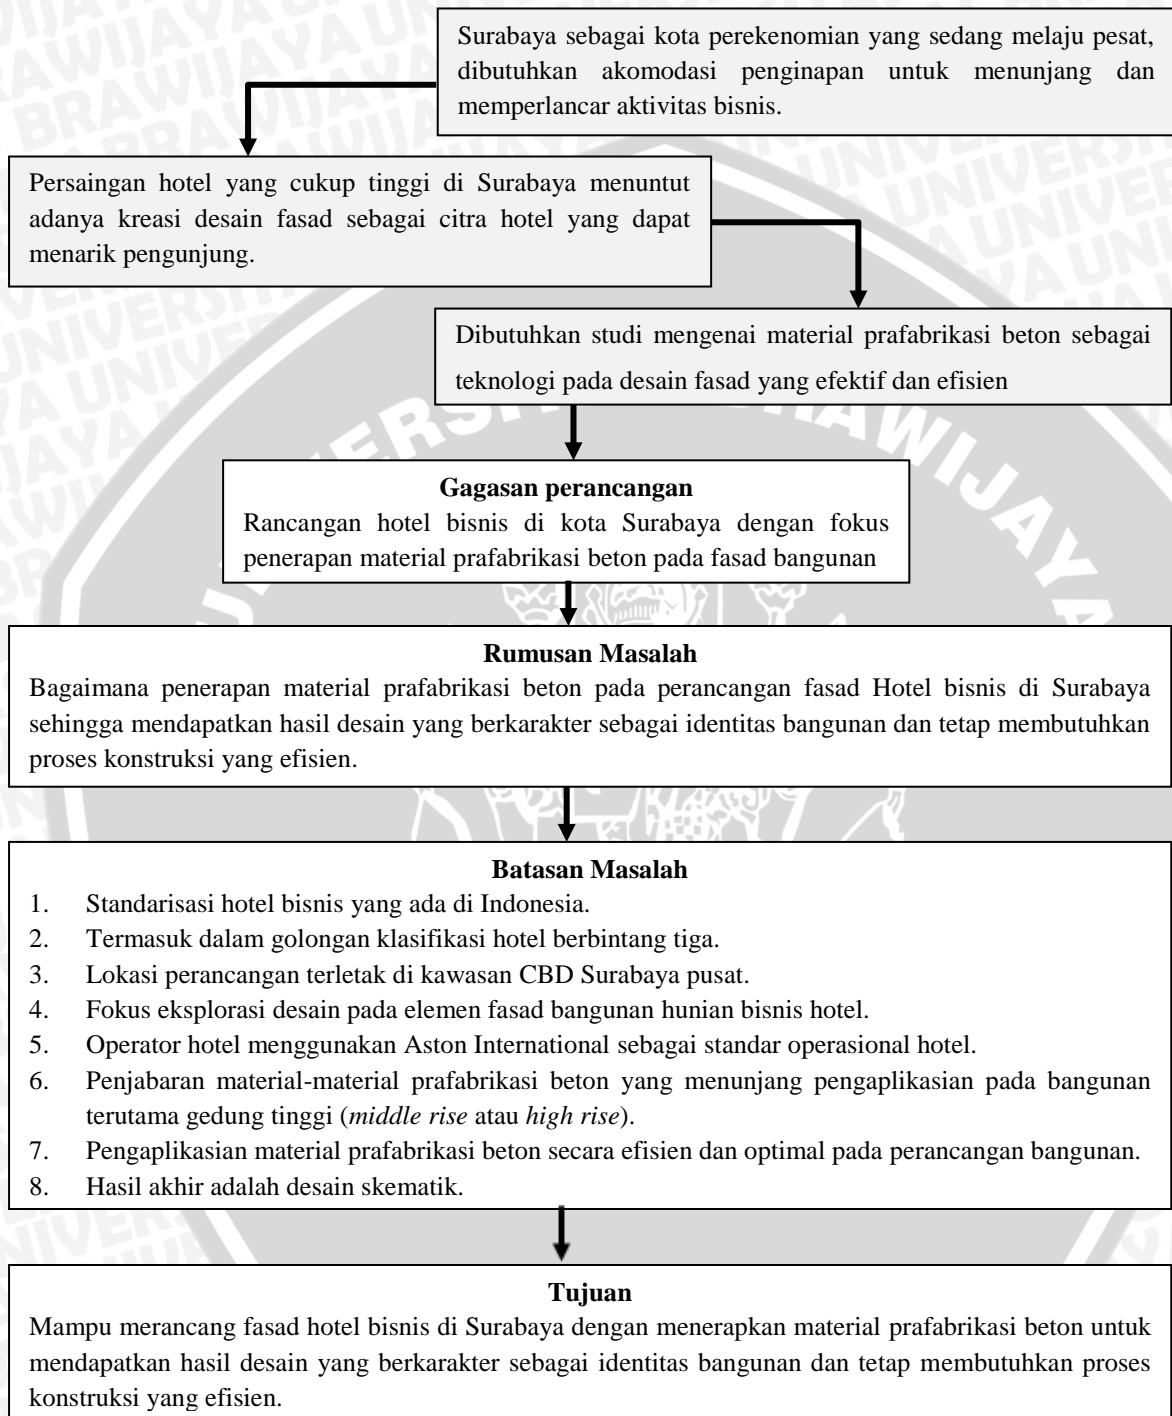 Surabaya sebagai kota perekenomian yang sedang melaju pesat,
dibutuhkan akomodasi penginapan untuk menunjang dan
memperlancar aktivitas bisnis.
Persaingan hotel yang cukup tinggi di Surabaya menuntut
adanya kreasi desain fasad sebagai citra hotel yang dapat
menarik pengunjung.
Dibutuhkan studi mengenai material prafabrikasi beton sebagai
teknologi pada desain fasad yang efektif dan efisien
Gagasan perancangan
Rancangan hotel bisnis di kota Surabaya dengan fokus
penerapan material prafabrikasi beton pada fasad bangunan
Rumusan Masalah
Bagaimana penerapan material prafabrikasi beton pada perancangan fasad Hotel bisnis di Surabaya
sehingga mendapatkan hasil desain yang berkarakter sebagai identitas bangunan dan tetap membutuhkan
proses konstruksi yang efisien.
Batasan Masalah
1. Standarisasi hotel bisnis yang ada di Indonesia.
2. Termasuk dalam golongan klasifikasi hotel berbintang tiga.
3. Lokasi perancangan terletak di kawasan CBD Surabaya pusat.
4. Fokus eksplorasi desain pada elemen fasad bangunan hunian bisnis hotel.
5. Operator hotel menggunakan Aston International sebagai standar operasional hotel.
6. Penjabaran material-material prafabrikasi beton yang menunjang pengaplikasian pada bangunan
terutama gedung tinggi (middle rise atau high rise).
7. Pengaplikasian material prafabrikasi beton secara efisien dan optimal pada perancangan bangunan.
8. Hasil akhir adalah desain skematik.
Tujuan
Mampu merancang fasad hotel bisnis di Surabaya dengan menerapkan material prafabrikasi beton untuk
mendapatkan hasil desain yang berkarakter sebagai identitas bangunan dan tetap membutuhkan proses
konstruksi yang efisien.